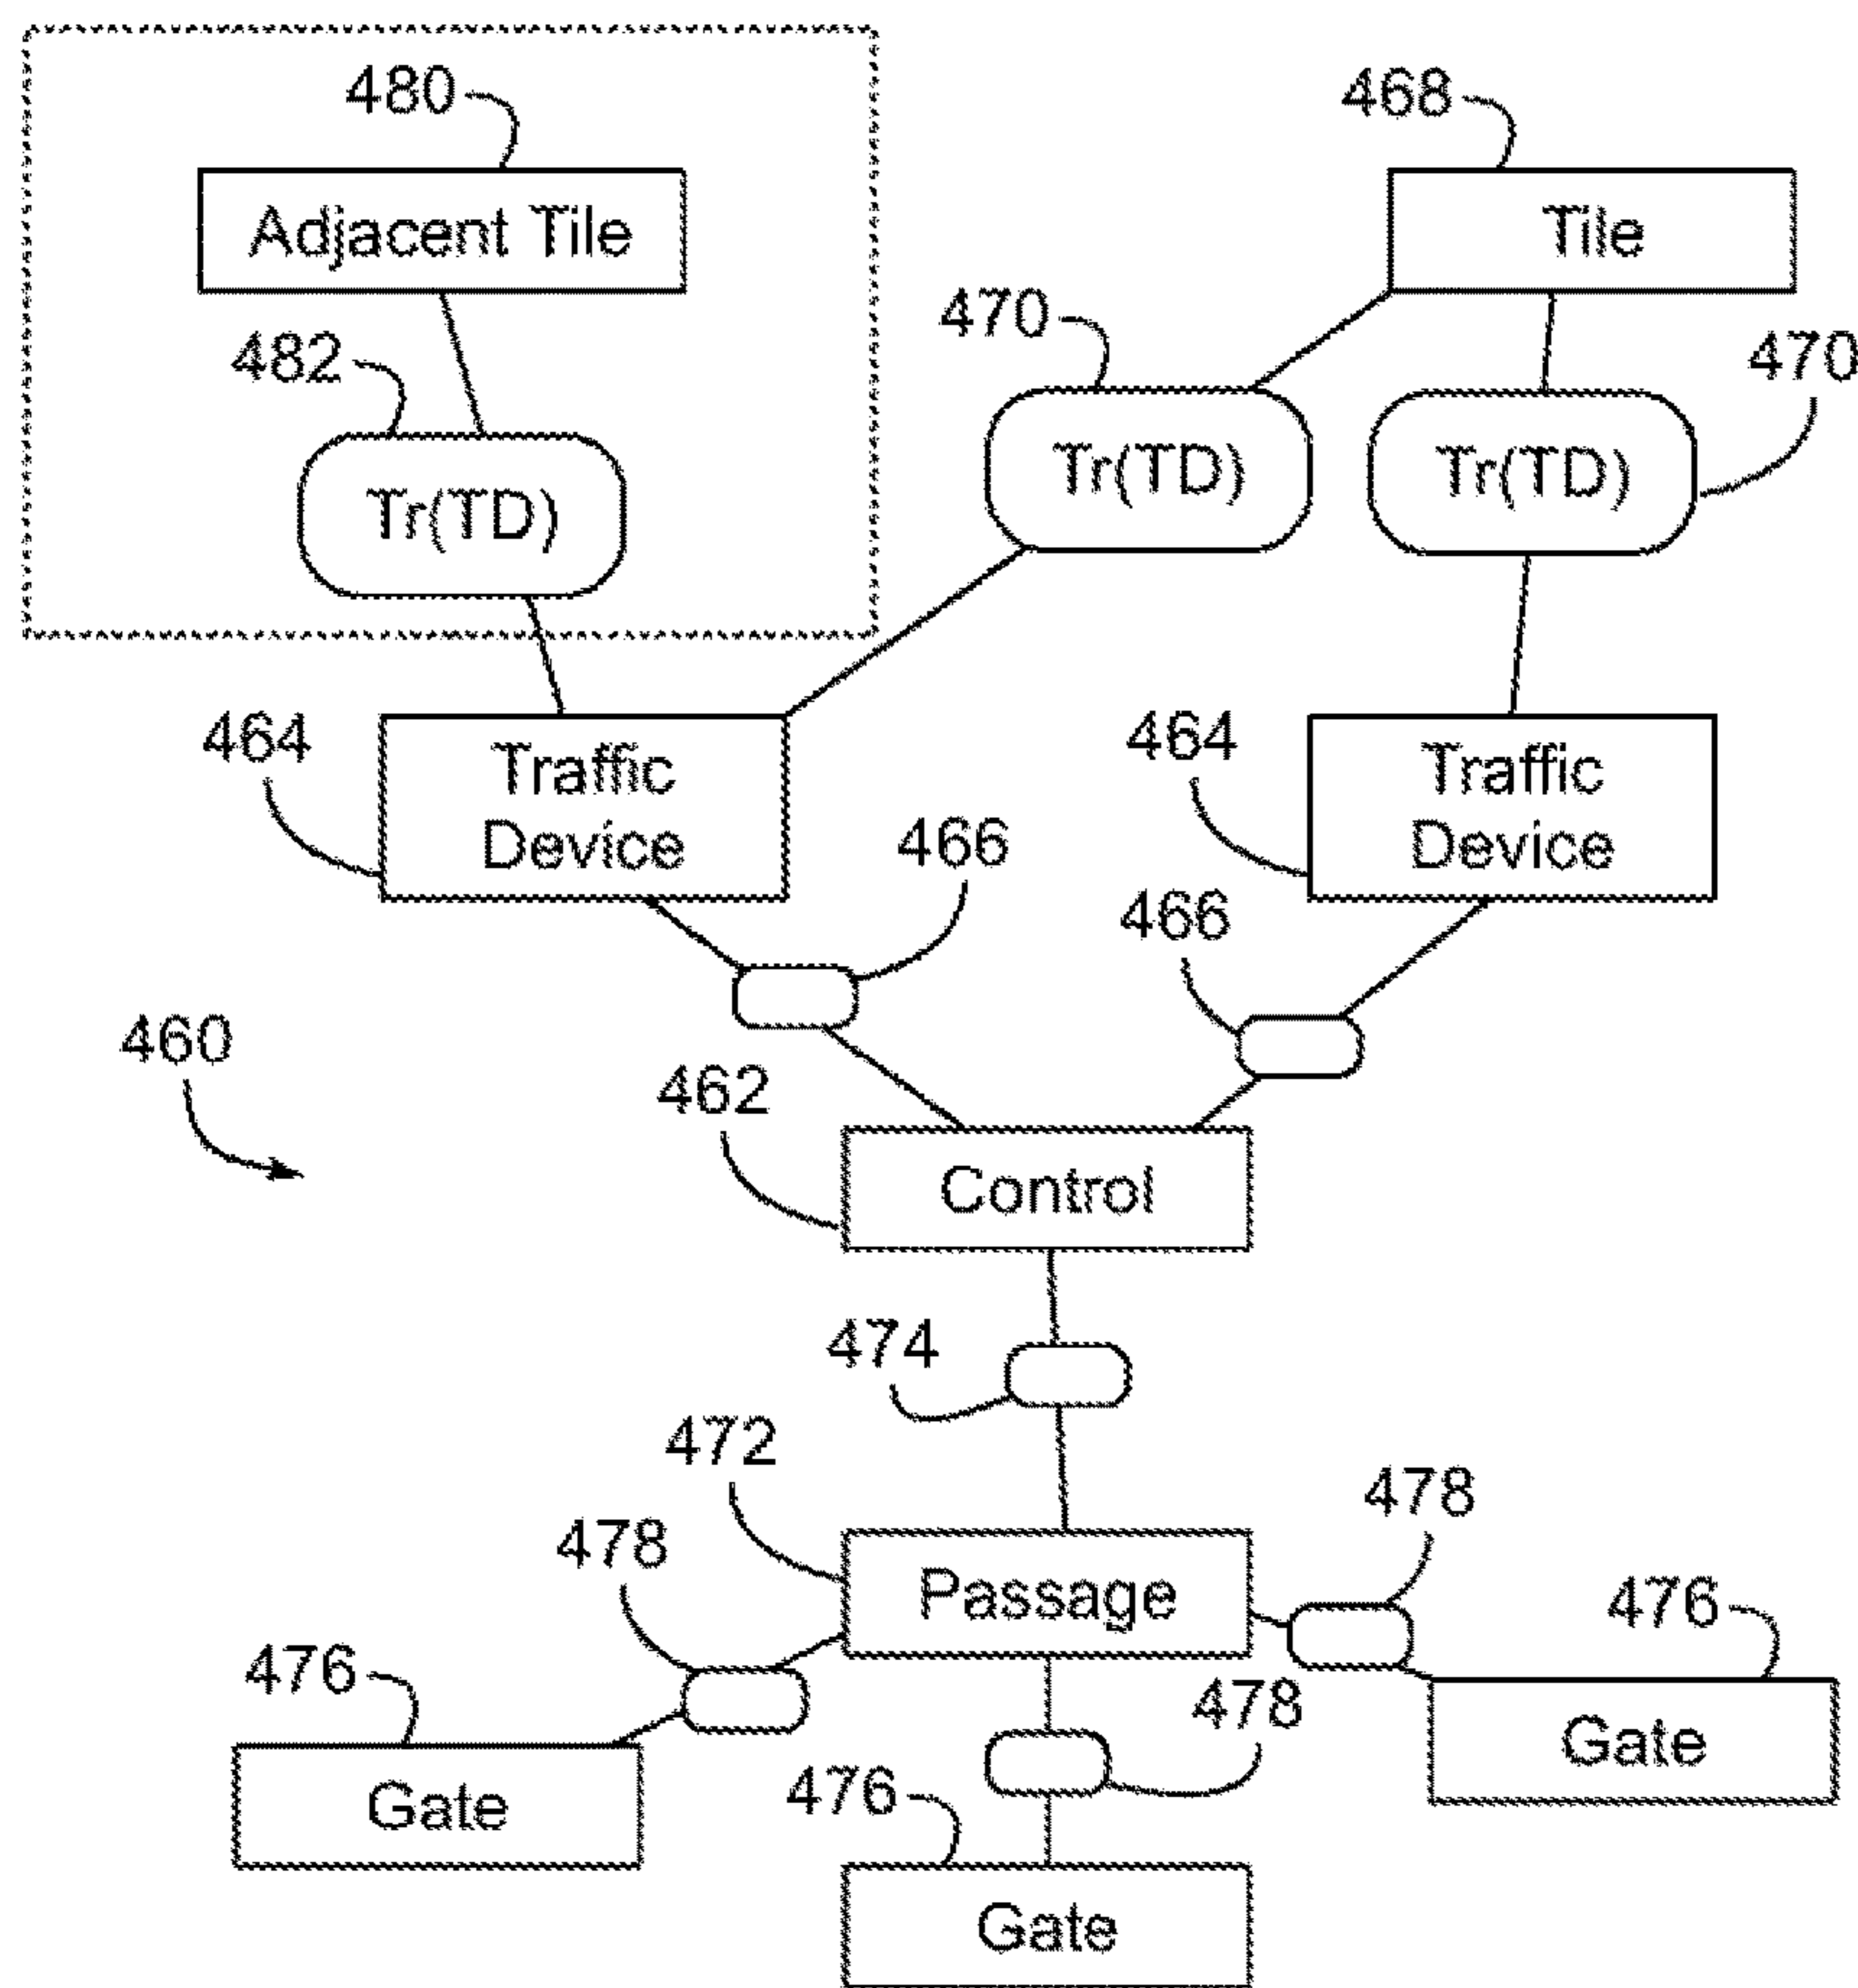 480
468
Adjacent Tile
Tile
470
482
470
Tr(TD)
Tr(TD)
Tr(TD)
464
Traffic
Device
464
Traffic
Device
466
466
460
462
Control
474
472
478
478
Passage
476
476
478
Gate
Gate
476
Gate